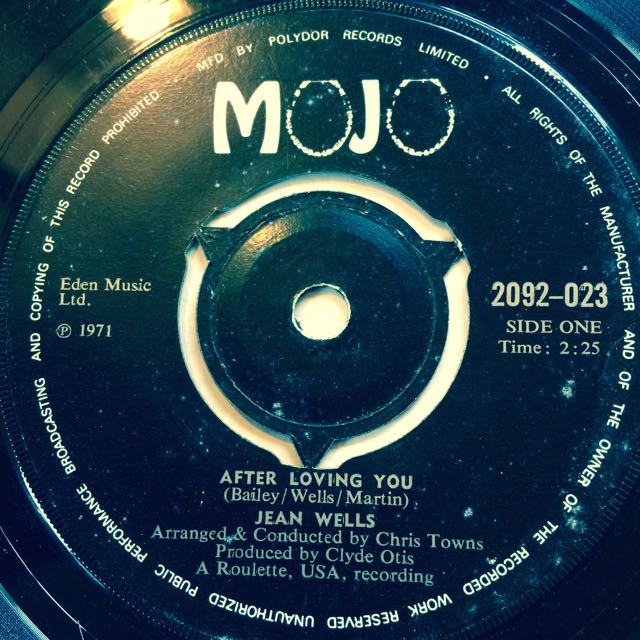 MFD BY POLYDOR RECORDS LIMITED · ALL RIGHTS OF THE MANUFACTURER AND OF THE OWNER OF THE RECORDED WORK RESERVED UNAUTHORIZED PUBLIC PERFORMANCE BROADCASTING AND COPYING OF THIS RECORD PROHIBITED
MOJO
Eden Music
Ltd.
℗ 1971
2092-023
SIDE ONE
Time: 2:25
AFTER LOVING YOU
(Bailey/Wells/Martin)
JEAN WELLS
Arranged & Conducted by Chris Towns
Produced by Clyde Otis
A Roulette, USA, recording